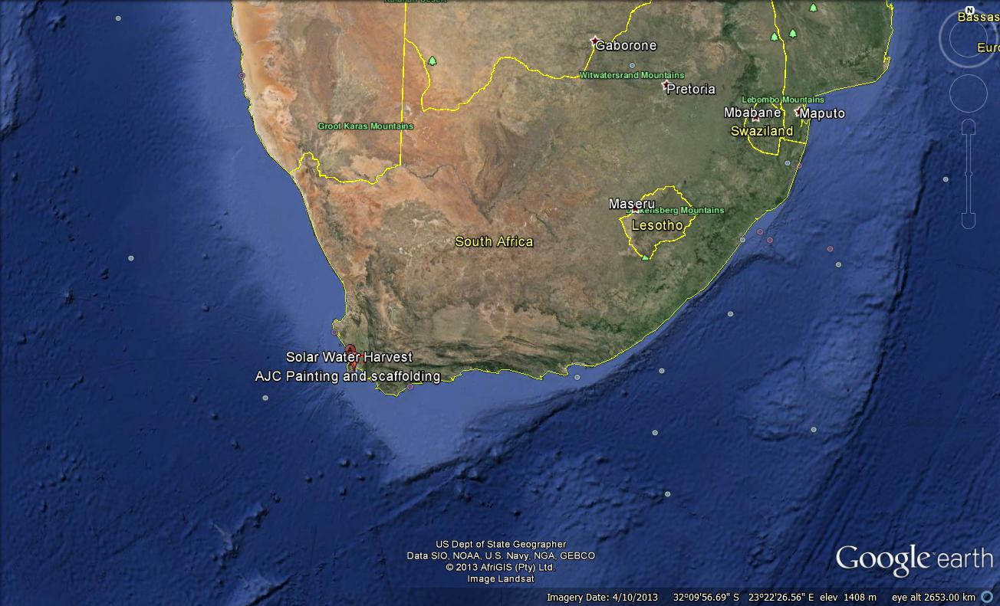 Kalahari Desert
N
Bassas
Euro
Gaborone
Witwatersrand Mountains
Pretoria
Lebombo Mountains
Mbabane
Maputo
Swaziland
Groot Karas Mountains
Maseru
Drakensberg Mountains
Lesotho
South Africa
A
Solar Water Harvest
AJC Painting and scaffolding
US Dept of State Geographer
Data SIO, NOAA, U.S. Navy, NGA, GEBCO
© 2013 AfriGIS (Pty) Ltd.
Image Landsat
Google earth
Imagery Date: 4/10/2013 32°09'56.69" S 23°22'26.56" E elev 1408 m eye alt 2653.00 km